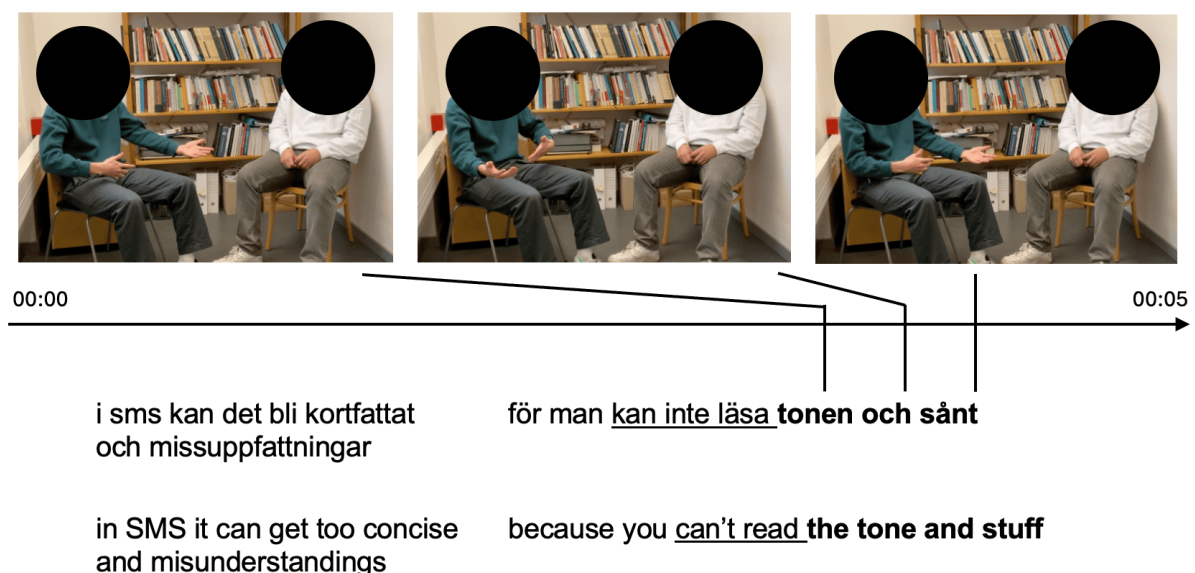 00:00
00:05
i sms kan det bli kortfattat
och missuppfattningar
för man kan inte läsa tonen och sånt
in SMS it can get too concise
and misunderstandings
because you can’t read the tone and stuff